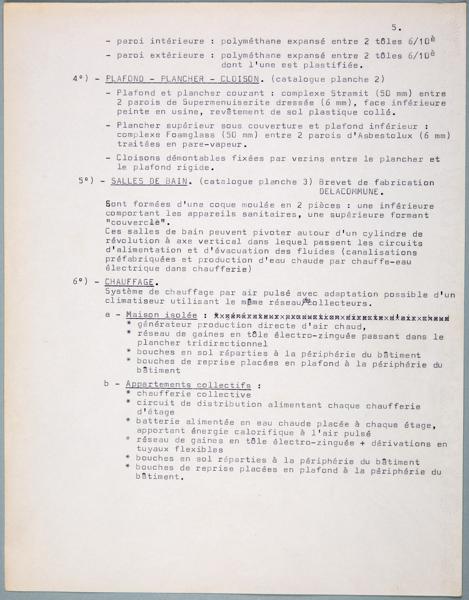 5.
- paroi intérieure : polyméthane expansé entre 2 tôles 6/10è
- paroi extérieure : polyméthane expansé entre 2 tôles 6/10è
dont l'une est plastifiée.
4°) - PLAFOND - PLANCHER - CLOISON. (catalogue planche 2)
- Plafond et plancher courant : complexe Stramit (50 mm) entre
2 parois de Supermenuiserite dressée (6 mm), face inférieure
peinte en usine, revêtement de sol plastique collé.
- Plancher supérieur sous couverture et plafond inférieur :
complexe foamglass (50 mm) entre 2 parois d'Asbestolux (6 mm)
traitées en pare-vapeur.
- Cloisons démontables fixées par verins entre le plancher et
le plafond rigide.
5°) - SALLES DE BAIN. (catalogue planche 3) Brevet de fabrication
DELACOMMUNE.
Sont formées d'une coque moulée en 2 pièces : une inférieure
comportant les appareils sanitaires, une supérieure formant
"couvercle".
Ces salles de bain peuvent pivoter autour d'un cylindre de
révolution à axe vertical dans lequel passent les circuits
d'alimentation et d'évacuation des fluides (canalisations
préfabriquées et production d'eau chaude par chauffe-eau
électrique dans chaufferie)
6°) - CHAUFFAGE.
Système de chauffage par air pulsé avec adaptation possible d'un
climatiseur utilisant le même réseau de collecteurs.
a - Maison isolée :
* générateur production directe d'air chaud,
* réseau de gaines en tôle électro-zinguée passant dans le
plancher tridirectionnel
* bouches en sol réparties à la périphérie du bâtiment
* bouches de reprise placées en plafond à la périphérie du
bâtiment
b - Appartements collectifs :
* chaufferie collective
* circuit de distribution alimentant chaque chaufferie
d'étage
* batterie alimentée en eau chaude placée à chaque étage,
apportant énergie calorifique à l'air pulsé
* réseau de gaines en tôle électro-zinguée + dérivations en
tuyaux flexibles
* bouches en sol réparties à la périphérie du bâtiment
* bouches de reprise placées en plafond à la périphérie du
bâtiment.